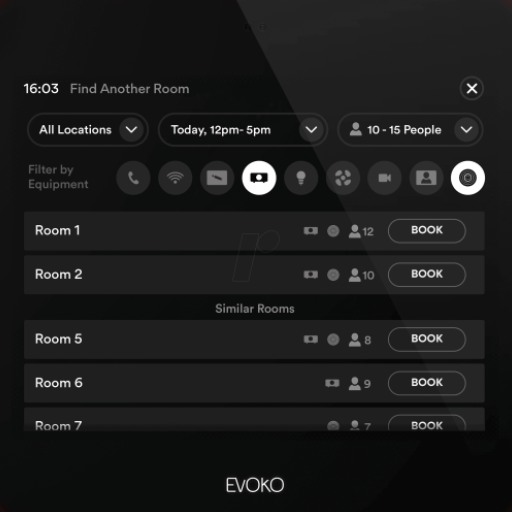 16:03 Find Another Room
All Locations Today, 12pm- 5pm 10 - 15 People
Filter by
Equipment
Room 1 12 BOOK
Room 2 10 BOOK
Similar Rooms
Room 5 8 BOOK
Room 6 9 BOOK
Room 7 7 BOOK
EVOKO